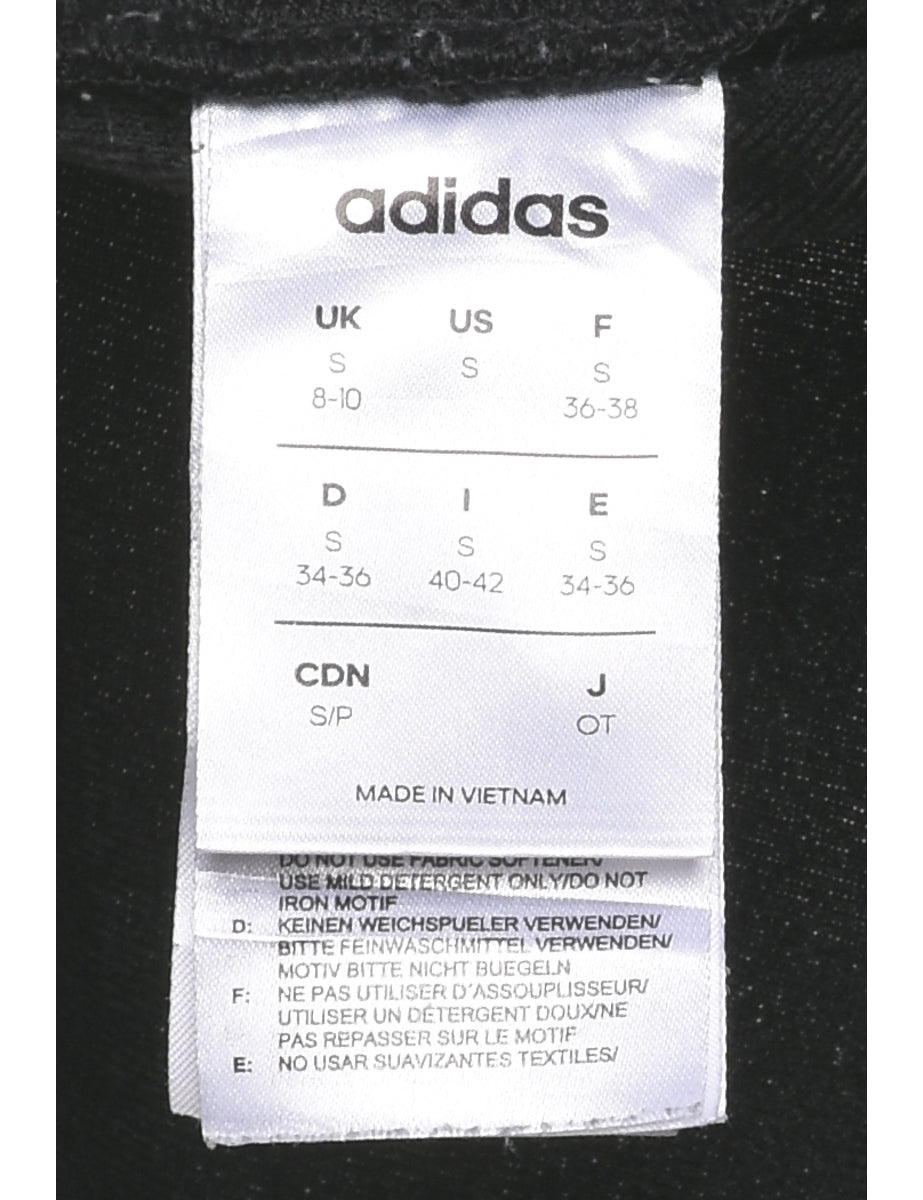 adidas
UK US F
S S S
8-10 36-38
D I E
S S S
34-36 40-42 34-36
CDN J
S/P OT
MADE IN VIETNAM
DO NOT USE FABRIC SOFTENER/
USE MILD DETERGENT ONLY/DO NOT
IRON MOTIF
D: KEINEN WEICHSPUELER VERWENDEN/
BITTE FEINWASCHMITTEL VERWENDEN/
MOTIV BITTE NICHT BUEGELN
F: NE PAS UTILISER D'ASSOUPLISSEUR/
UTILISER UN DÉTERGENT DOUX/NE
PAS REPASSER SUR LE MOTIF
E: NO USAR SUAVIZANTES TEXTILES/